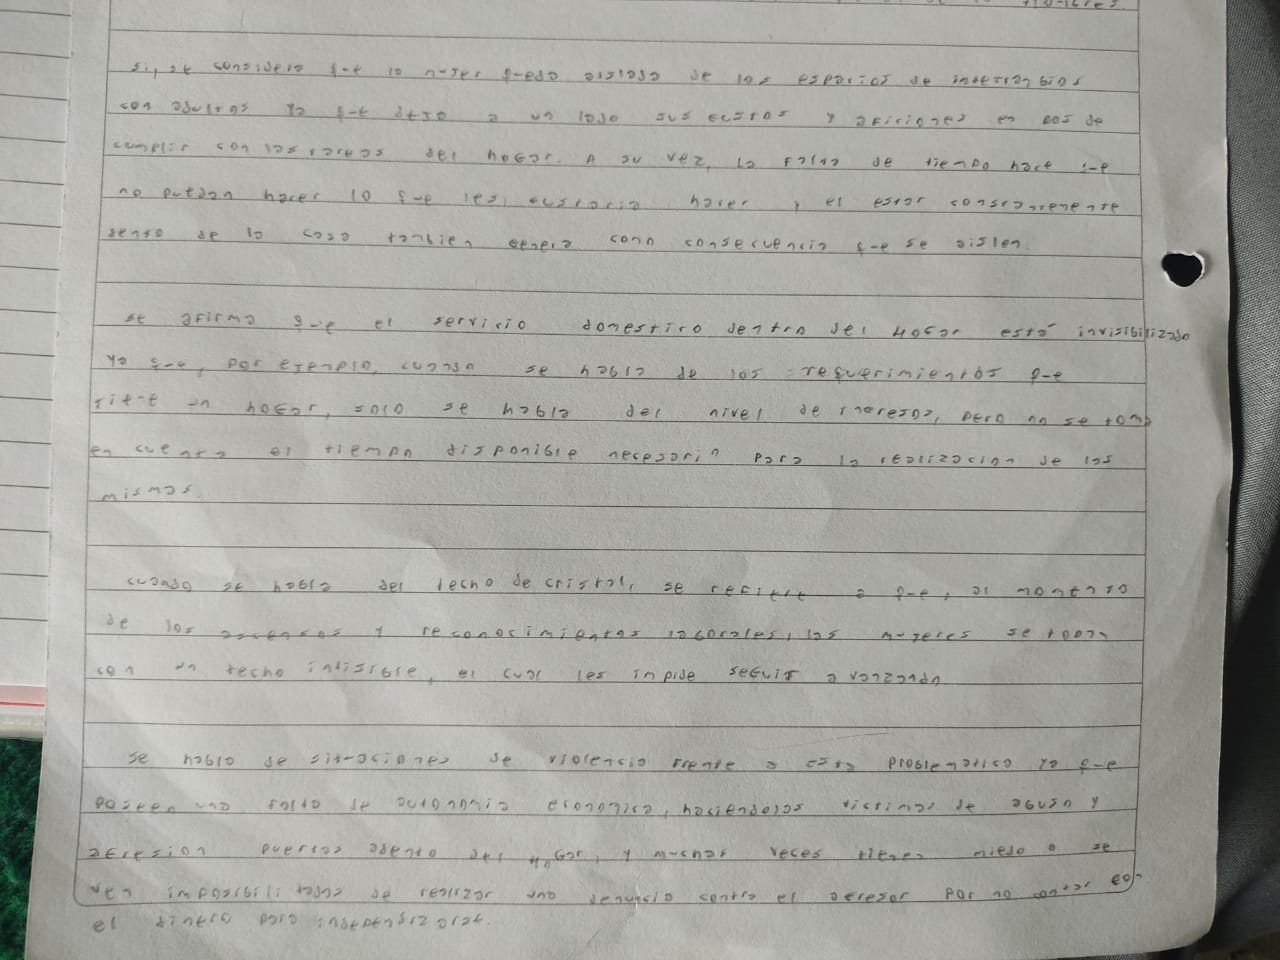 si, se considera que la mujer quedo aislada de los espacios de intercambios
con adultos ya que dejo a un lado sus gustos y aficiones en pos de
cumplir con las tareas del hogar. A su vez, la falta de tiempo hace que
no puedan hacer lo que les gustaria hacer, y el estar constantemente
dento de la casa tambien genera como consecuencia que se aislen.
se afirma que el servicio domestico dentro del Hogar está invisibilizado
ya que, por ejemplo, cuando se habla de los requerimientos que
tiene un hogar, solo se habla del nivel de ingresos, pero no se toma
en cuenta el tiempo disponible necesario para la realizacion de las
mismas.
cuando se habla del techo de cristal, se refiere a que, al momento
de los ascensos y reconocimientos laborales, las mujeres se topan
con un techo invisible, el cual les impide seguir avanzando
se hablo de situaciones de violencia frente a esta problematica ya que
poseen una falta de autonomia economica, haciendolas victimas de abuso y
agresion puertas adento del Hogar, y muchas veces tienen miedo o se
ven imposibilitadas de realizar una denuncia contra el agresor por no contar con
el dinero para independizarse.